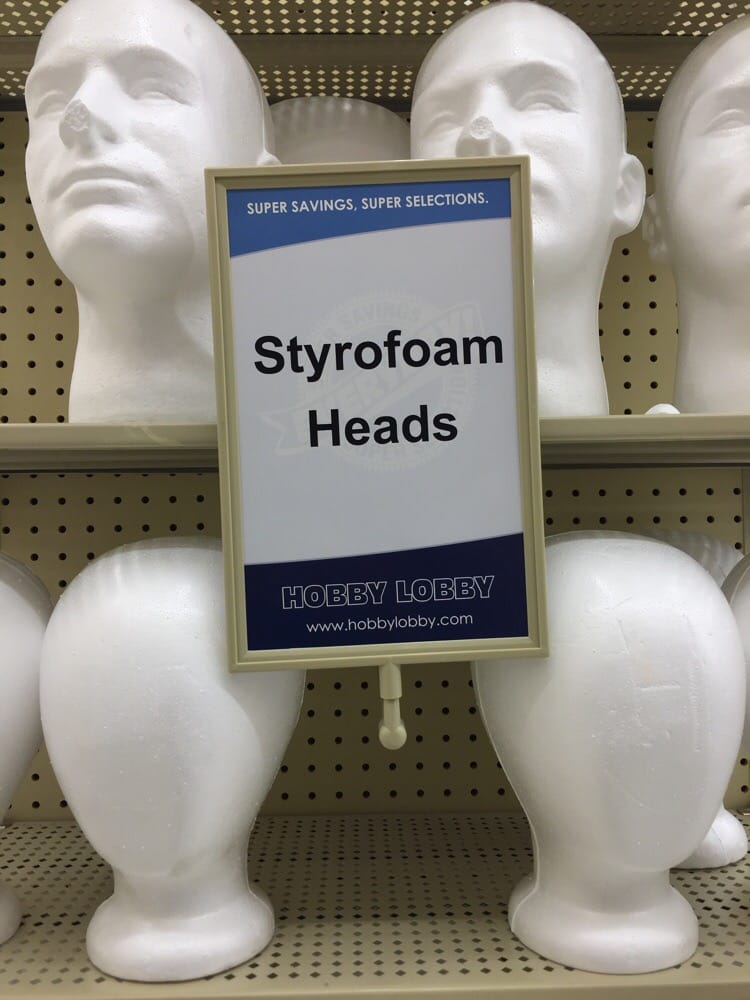 SUPER SAVINGS, SUPER SELECTIONS.
Styrofoam
Heads
HOBBY LOBBY
www.hobbylobby.com